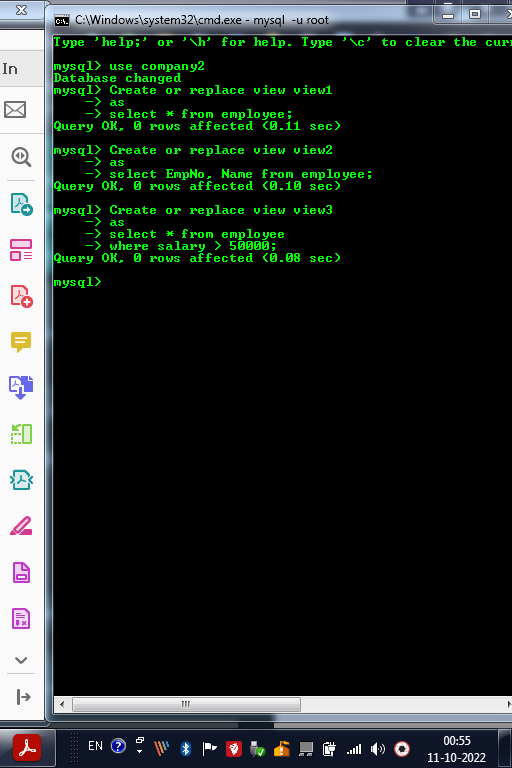 C:\Windows\system32\cmd.exe - mysql -u root
In
Type 'help;' or '\h' for help. Type '\c' to clear the curr
mysql> use company2
Database changed
mysql> Create or replace view view1
    -> as
    -> select * from employee;
Query OK, 0 rows affected (0.11 sec)
mysql> Create or replace view view2
    -> as
    -> select EmpNo, Name from employee;
Query OK, 0 rows affected (0.10 sec)
mysql> Create or replace view view3
    -> as
    -> select * from employee
    -> where salary > 50000;
Query OK, 0 rows affected (0.08 sec)
mysql>
EN
00:55
11-10-2022